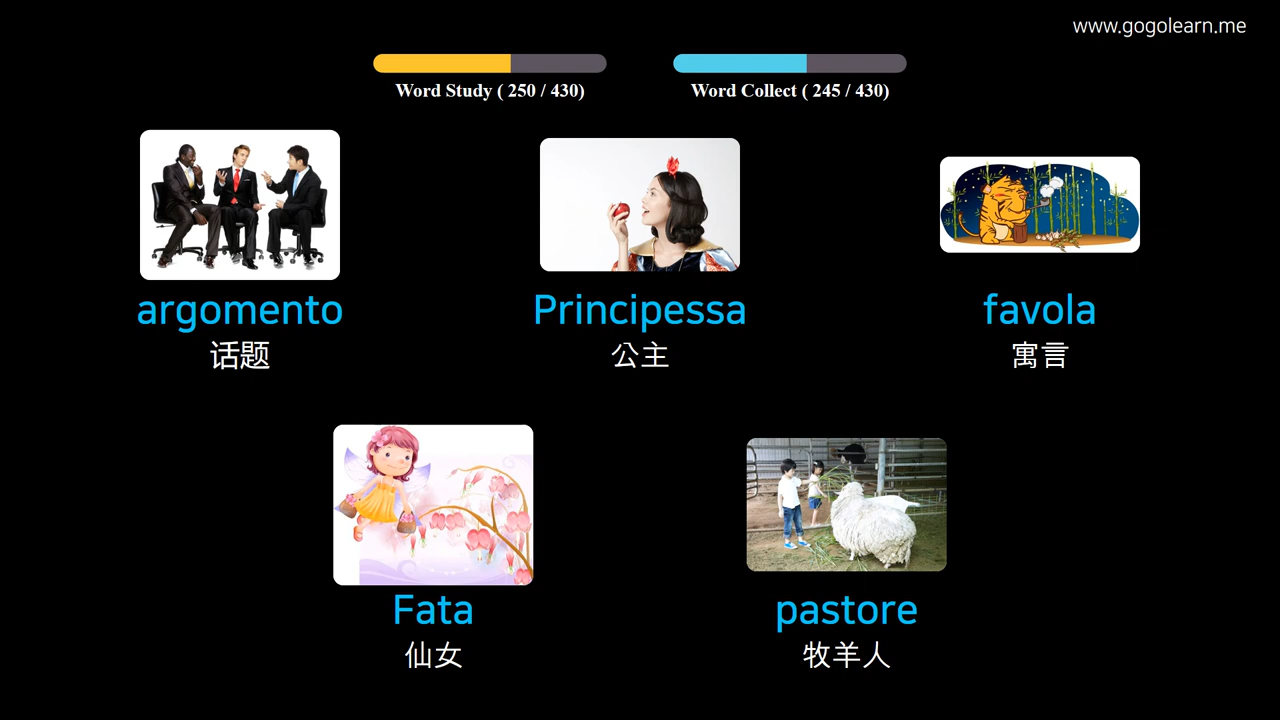 www.gogolearn.me
Word Study ( 250 / 430)
Word Collect ( 245 / 430)
argomento
话题
Principessa
公主
favola
寓言
Fata
仙女
pastore
牧羊人